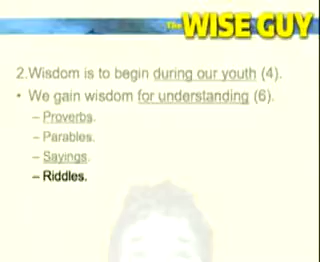 The WISE GUY
2.Wisdom is to begin during our youth (4).
• We gain wisdom for understanding (6).
– Proverbs.
– Parables.
– Sayings.
– Riddles.